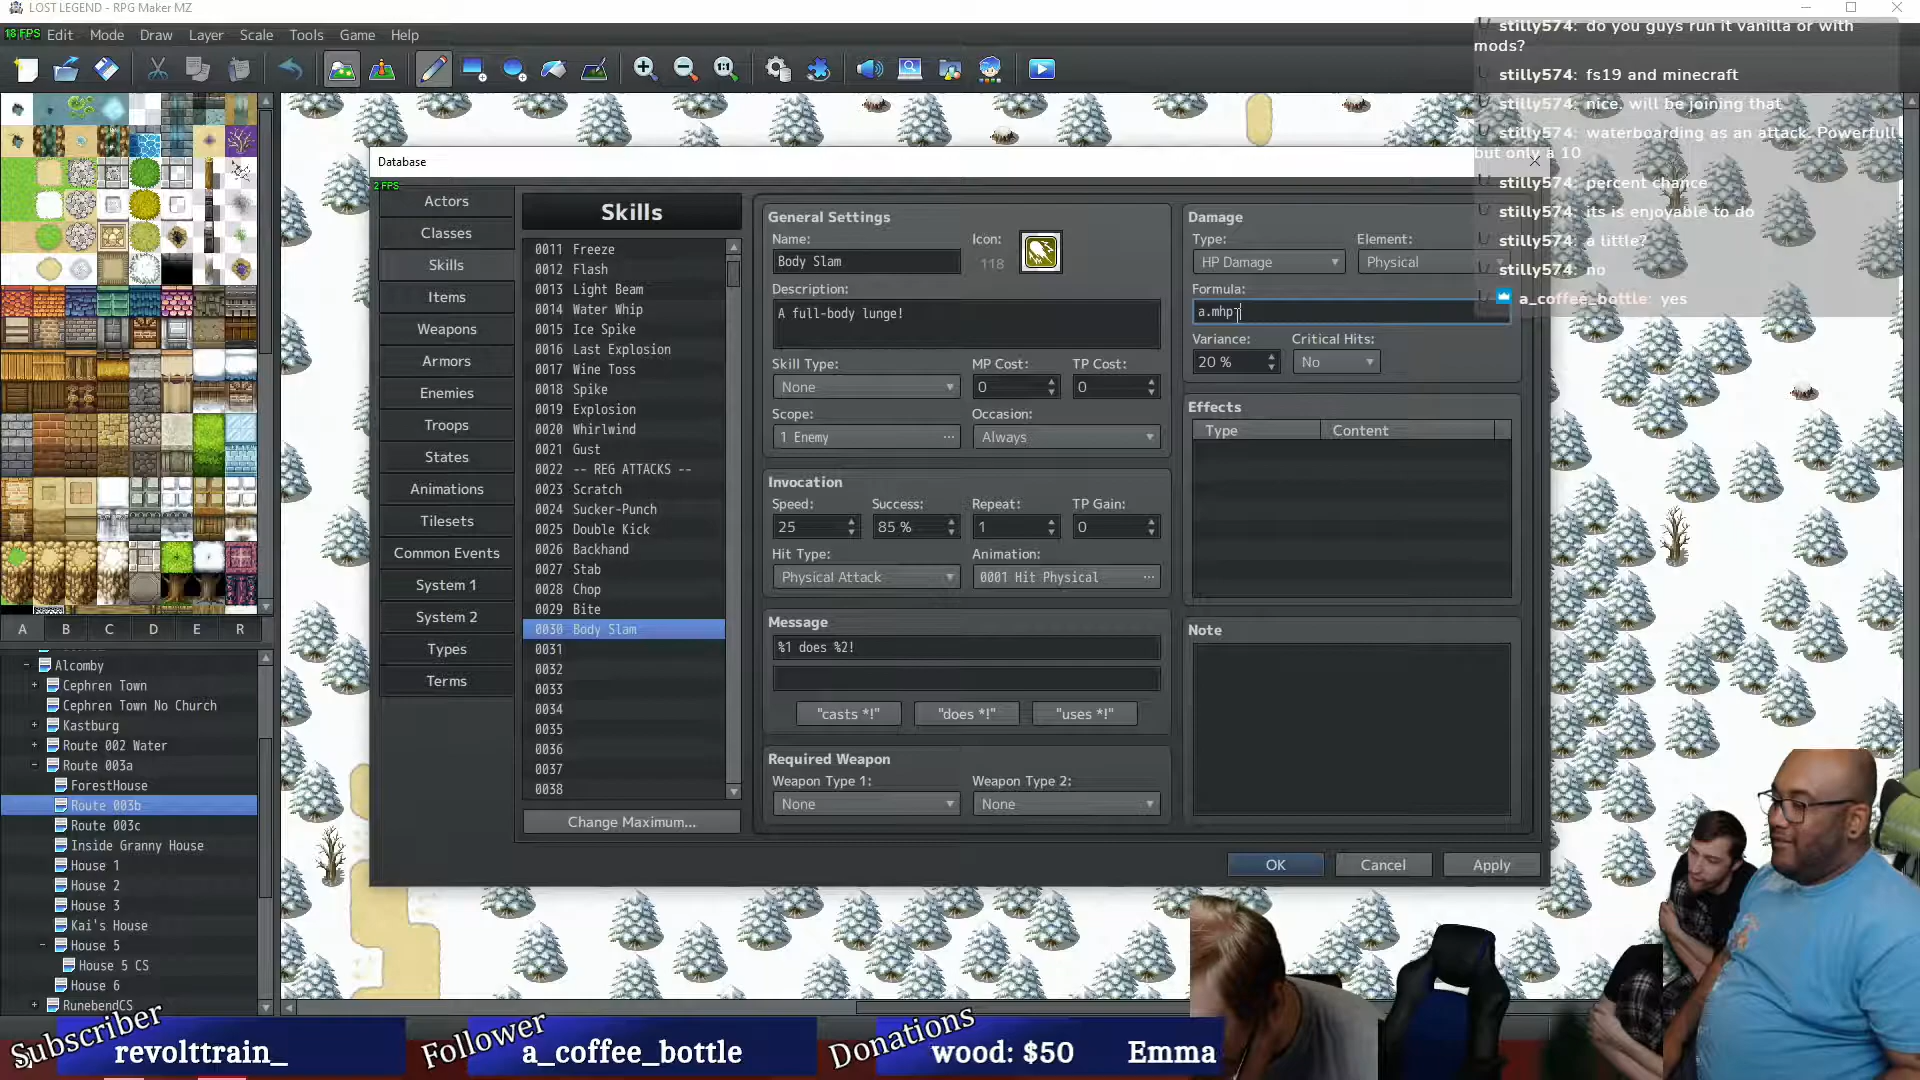 LOST LEGEND - RPG Maker MZ
18 FPS
Edit
Mode
Draw
Layer
Scale
Tools
Game
Help
stilly574: do you guys run it vanilla or with
mods?
stilly574: fs19 and minecraft
stilly574: nice. will be joining that
stilly574: waterboarding as an attack. Powerfull
but only a 10
stilly574: percent chance
stilly574: its is enjoyable to do
stilly574: a little?
stilly574: no
a_coffee_bottle: yes
Database
2 FPS
Actors
Classes
Skills
Items
Weapons
Armors
Enemies
Troops
States
Animations
Tilesets
Common Events
System 1
System 2
Types
Terms
Skills
0011 Freeze
0012 Flash
0013 Light Beam
0014 Water Whip
0015 Ice Spike
0016 Last Explosion
0017 Wine Toss
0018 Spike
0019 Explosion
0020 Whirlwind
0021 Gust
0022 -- REG ATTACKS --
0023 Scratch
0024 Sucker-Punch
0025 Double Kick
0026 Backhand
0027 Stab
0028 Chop
0029 Bite
0030 Body Slam
0031
0032
0033
0034
0035
0036
0037
0038
Change Maximum...
General Settings
Name:
Icon:
Body Slam
118
Description:
A full-body lunge!
Skill Type:
MP Cost:
TP Cost:
None
0
0
Scope:
Occasion:
1 Enemy
...
Always
Invocation
Speed:
Success:
Repeat:
TP Gain:
25
85 %
1
0
Hit Type:
Animation:
Physical Attack
0001 Hit Physical
...
Message
%1 does %2!
"casts *!"
"does *!"
"uses *!"
Required Weapon
Weapon Type 1:
Weapon Type 2:
None
None
Damage
Type:
Element:
HP Damage
Physical
Formula:
a.mhp
Variance:
Critical Hits:
20 %
No
Effects
Type
Content
Note
OK
Cancel
Apply
A
B
C
D
E
R
Alcomby
Cephren Town
Cephren Town No Church
Kastburg
Route 002 Water
Route 003a
ForestHouse
Route 003b
Route 003c
Inside Granny House
House 1
House 2
House 3
Kai's House
House 5
House 5 CS
House 6
RunebendCS
Subscriber
revolttrain_
Follower
a_coffee_bottle
Donations
wood: $50
Emma